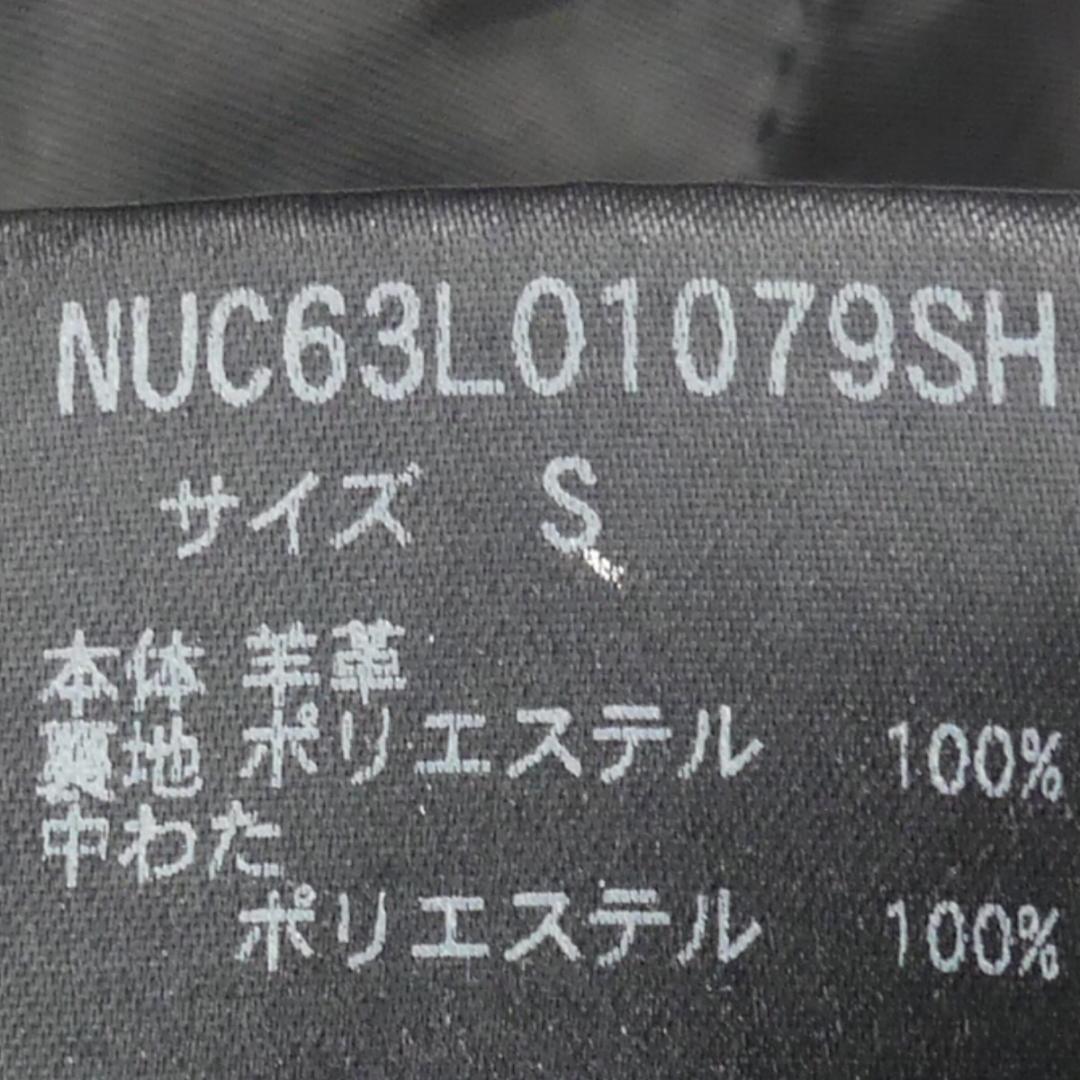 NUC63L01079SH
サイズ S
本体 羊革
裏地 ポリエステル 100%
中わた
ポリエステル 100%